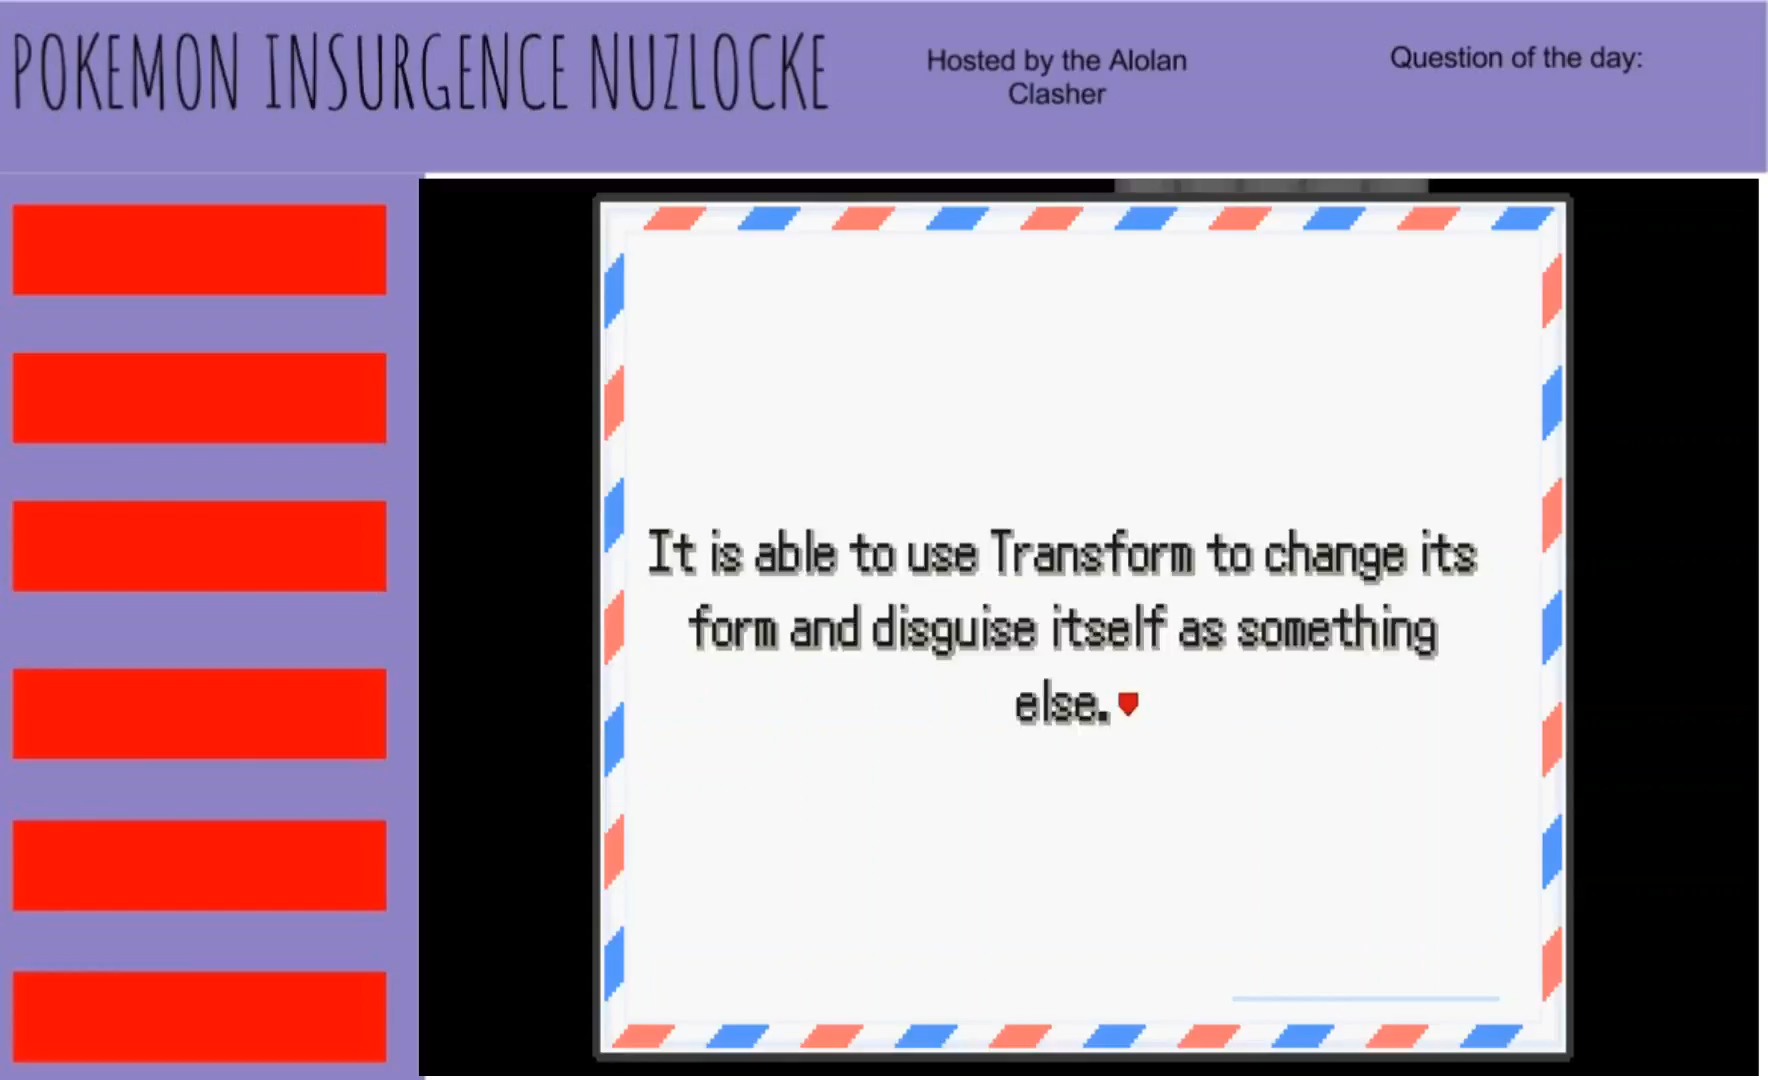 POKEMON INSURGENCE NUZLOCKE
Hosted by the Alolan
Clasher
Question of the day:
It is able to use Transform to change its
form and disguise itself as something
else.